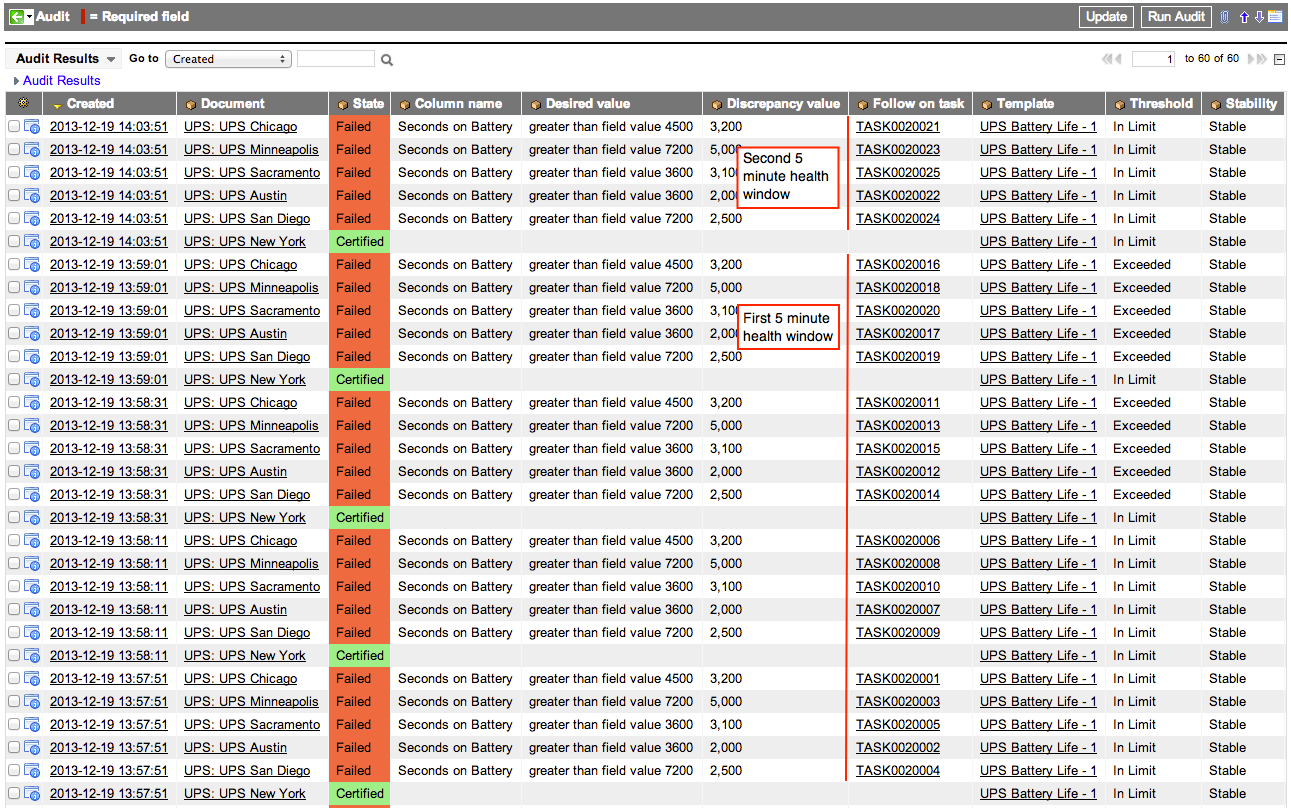 Audit = Required field Update Run Audit
Audit Results Go to Created 1 to 60 of 60
Audit Results
Created Document State Column name Desired value Discrepancy value Follow on task Template Threshold Stability
2013-12-19 14:03:51 UPS: UPS Chicago Failed Seconds on Battery greater than field value 4500 3,200 TASK0020021 UPS Battery Life - 1 In Limit Stable
2013-12-19 14:03:51 UPS: UPS Minneapolis Failed Seconds on Battery greater than field value 7200 5,000 TASK0020023 UPS Battery Life - 1 In Limit Stable
Second 5
minute health
window
2013-12-19 14:03:51 UPS: UPS Sacramento Failed Seconds on Battery greater than field value 3600 3,100 TASK0020025 UPS Battery Life - 1 In Limit Stable
2013-12-19 14:03:51 UPS: UPS Austin Failed Seconds on Battery greater than field value 3600 2,000 TASK0020022 UPS Battery Life - 1 In Limit Stable
2013-12-19 14:03:51 UPS: UPS San Diego Failed Seconds on Battery greater than field value 7200 2,500 TASK0020024 UPS Battery Life - 1 In Limit Stable
2013-12-19 14:03:51 UPS: UPS New York Certified UPS Battery Life - 1 In Limit Stable
2013-12-19 13:59:01 UPS: UPS Chicago Failed Seconds on Battery greater than field value 4500 3,200 TASK0020016 UPS Battery Life - 1 Exceeded Stable
2013-12-19 13:59:01 UPS: UPS Minneapolis Failed Seconds on Battery greater than field value 7200 5,000 TASK0020018 UPS Battery Life - 1 Exceeded Stable
2013-12-19 13:59:01 UPS: UPS Sacramento Failed Seconds on Battery greater than field value 3600 3,100 TASK0020020 UPS Battery Life - 1 Exceeded Stable
First 5 minute
health window
2013-12-19 13:59:01 UPS: UPS Austin Failed Seconds on Battery greater than field value 3600 2,000 TASK0020017 UPS Battery Life - 1 Exceeded Stable
2013-12-19 13:59:01 UPS: UPS San Diego Failed Seconds on Battery greater than field value 7200 2,500 TASK0020019 UPS Battery Life - 1 Exceeded Stable
2013-12-19 13:59:01 UPS: UPS New York Certified UPS Battery Life - 1 In Limit Stable
2013-12-19 13:58:31 UPS: UPS Chicago Failed Seconds on Battery greater than field value 4500 3,200 TASK0020011 UPS Battery Life - 1 Exceeded Stable
2013-12-19 13:58:31 UPS: UPS Minneapolis Failed Seconds on Battery greater than field value 7200 5,000 TASK0020013 UPS Battery Life - 1 Exceeded Stable
2013-12-19 13:58:31 UPS: UPS Sacramento Failed Seconds on Battery greater than field value 3600 3,100 TASK0020015 UPS Battery Life - 1 Exceeded Stable
2013-12-19 13:58:31 UPS: UPS Austin Failed Seconds on Battery greater than field value 3600 2,000 TASK0020012 UPS Battery Life - 1 Exceeded Stable
2013-12-19 13:58:31 UPS: UPS San Diego Failed Seconds on Battery greater than field value 7200 2,500 TASK0020014 UPS Battery Life - 1 Exceeded Stable
2013-12-19 13:58:31 UPS: UPS New York Certified UPS Battery Life - 1 In Limit Stable
2013-12-19 13:58:11 UPS: UPS Chicago Failed Seconds on Battery greater than field value 4500 3,200 TASK0020006 UPS Battery Life - 1 In Limit Stable
2013-12-19 13:58:11 UPS: UPS Minneapolis Failed Seconds on Battery greater than field value 7200 5,000 TASK0020008 UPS Battery Life - 1 In Limit Stable
2013-12-19 13:58:11 UPS: UPS Sacramento Failed Seconds on Battery greater than field value 3600 3,100 TASK0020010 UPS Battery Life - 1 In Limit Stable
2013-12-19 13:58:11 UPS: UPS Austin Failed Seconds on Battery greater than field value 3600 2,000 TASK0020007 UPS Battery Life - 1 In Limit Stable
2013-12-19 13:58:11 UPS: UPS San Diego Failed Seconds on Battery greater than field value 7200 2,500 TASK0020009 UPS Battery Life - 1 In Limit Stable
2013-12-19 13:58:11 UPS: UPS New York Certified UPS Battery Life - 1 In Limit Stable
2013-12-19 13:57:51 UPS: UPS Chicago Failed Seconds on Battery greater than field value 4500 3,200 TASK0020001 UPS Battery Life - 1 In Limit Stable
2013-12-19 13:57:51 UPS: UPS Minneapolis Failed Seconds on Battery greater than field value 7200 5,000 TASK0020003 UPS Battery Life - 1 In Limit Stable
2013-12-19 13:57:51 UPS: UPS Sacramento Failed Seconds on Battery greater than field value 3600 3,100 TASK0020005 UPS Battery Life - 1 In Limit Stable
2013-12-19 13:57:51 UPS: UPS Austin Failed Seconds on Battery greater than field value 3600 2,000 TASK0020002 UPS Battery Life - 1 In Limit Stable
2013-12-19 13:57:51 UPS: UPS San Diego Failed Seconds on Battery greater than field value 7200 2,500 TASK0020004 UPS Battery Life - 1 In Limit Stable
2013-12-19 13:57:51 UPS: UPS New York Certified UPS Battery Life - 1 In Limit Stable